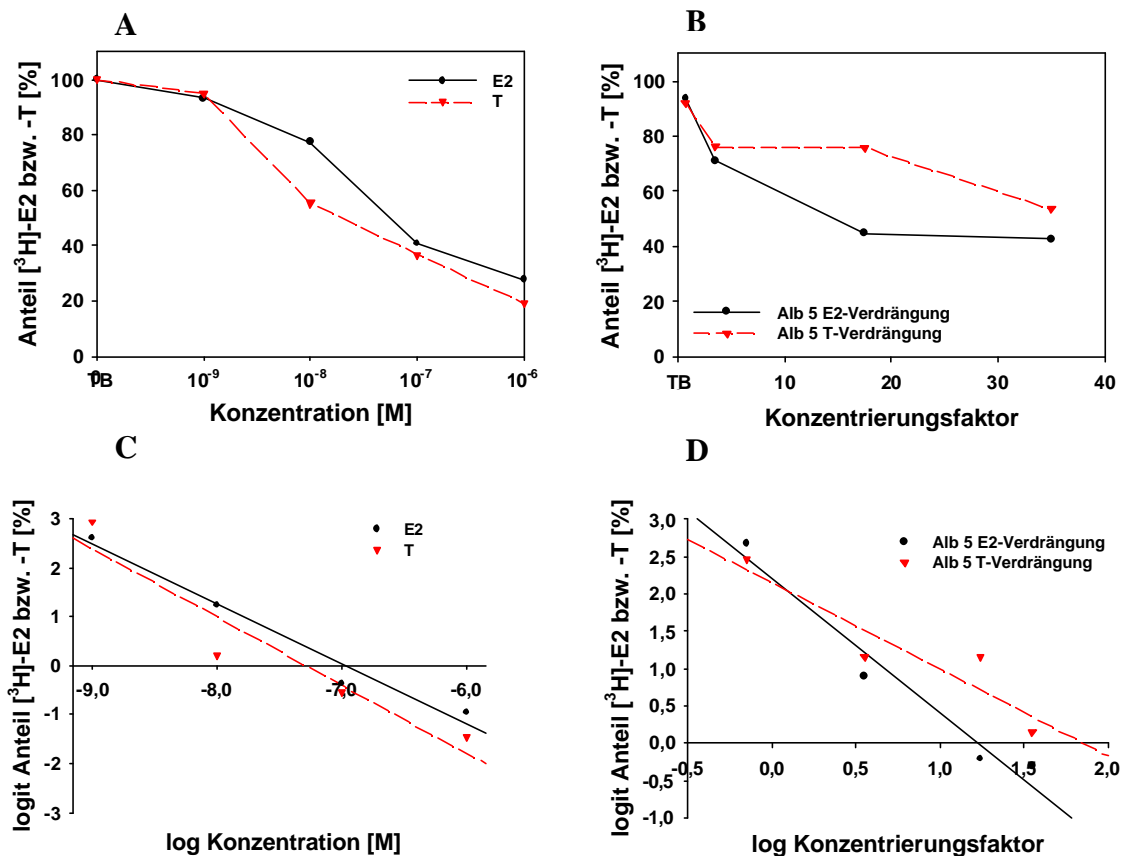 A
Anteil [³H]-E2 bzw. -T [%]
100
80
60
40
20
0
E2
T
0
TB
10⁻⁹
10⁻⁸
10⁻⁷
10⁻⁶
Konzentration [M]
B
Anteil [³H]-E2 bzw. -T [%]
100
80
60
40
20
0
Alb 5 E2-Verdrängung
Alb 5 T-Verdrängung
TB
10
20
30
40
Konzentrierungsfaktor
C
logit Anteil [³H]-E2 bzw. -T [%]
3
2
1
0
-1
-2
-3
E2
T
-9,0
-8,0
-7,0
-6,0
log Konzentration [M]
D
logit Anteil [³H]-E2 bzw. -T [%]
3,0
2,5
2,0
1,5
1,0
0,5
0,0
-0,5
-1,0
Alb 5 E2-Verdrängung
Alb 5 T-Verdrängung
-0,5
0,0
0,5
1,0
1,5
2,0
log Konzentrierungsfaktor